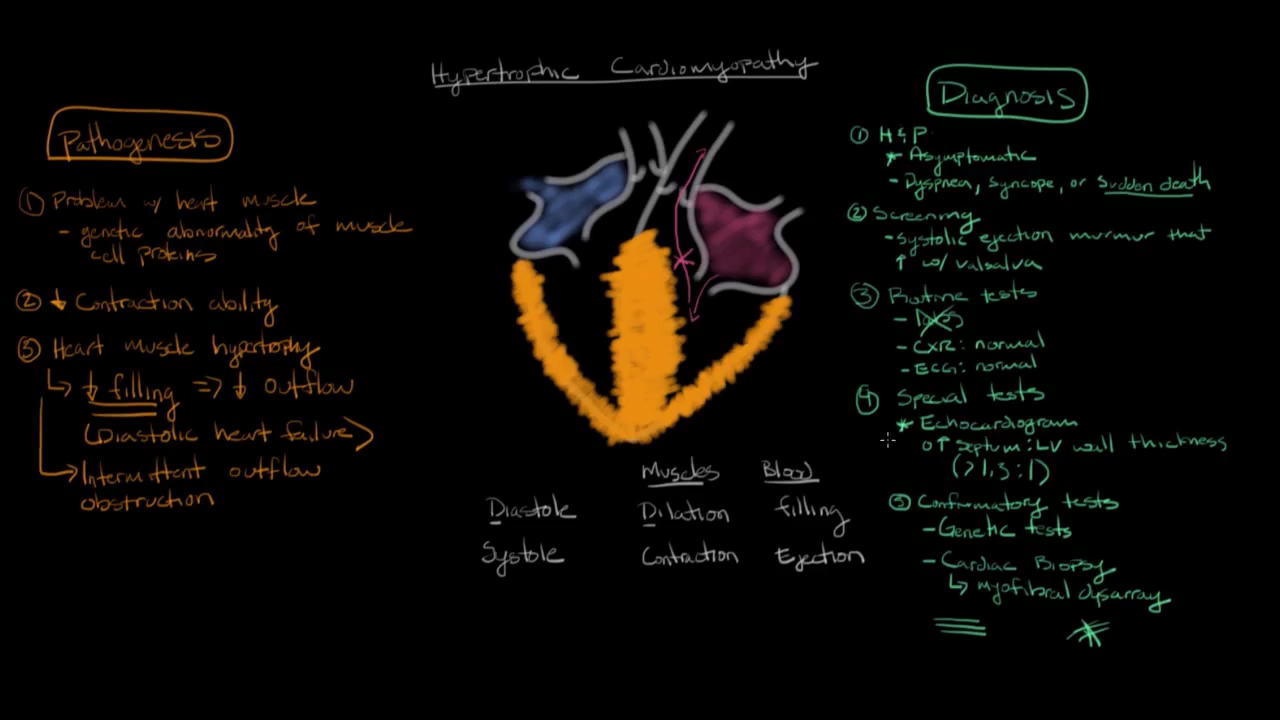 Hypertrophic Cardiomyopathy
Pathogenesis
① Problem w/ heart muscle
- genetic abnormality of muscle
cell proteins
② ↓ Contraction ability
③ Heart Muscle hypertrophy
↳ ↓ filling => ↓ outflow
(Diastolic heart failure)
→ Intermittent outflow
obstruction
Muscles Blood
Diastole Dilation filling
Systole Contraction Ejection
Diagnosis
① H&P
* Asymptomatic
- Dyspnea, syncope, or sudden death
② Screening
- systolic ejection murmur that
↑ w/ valsalva
③ Routine tests
- CXR: normal
- ECG: normal
④ Special tests
* Echocardiogram
o ↑ septum: LV wall thickness
(>1.3:1)
⑤ Confirmatory tests
- Genetic tests
- Cardiac Biopsy
↳ myofibral dysarray